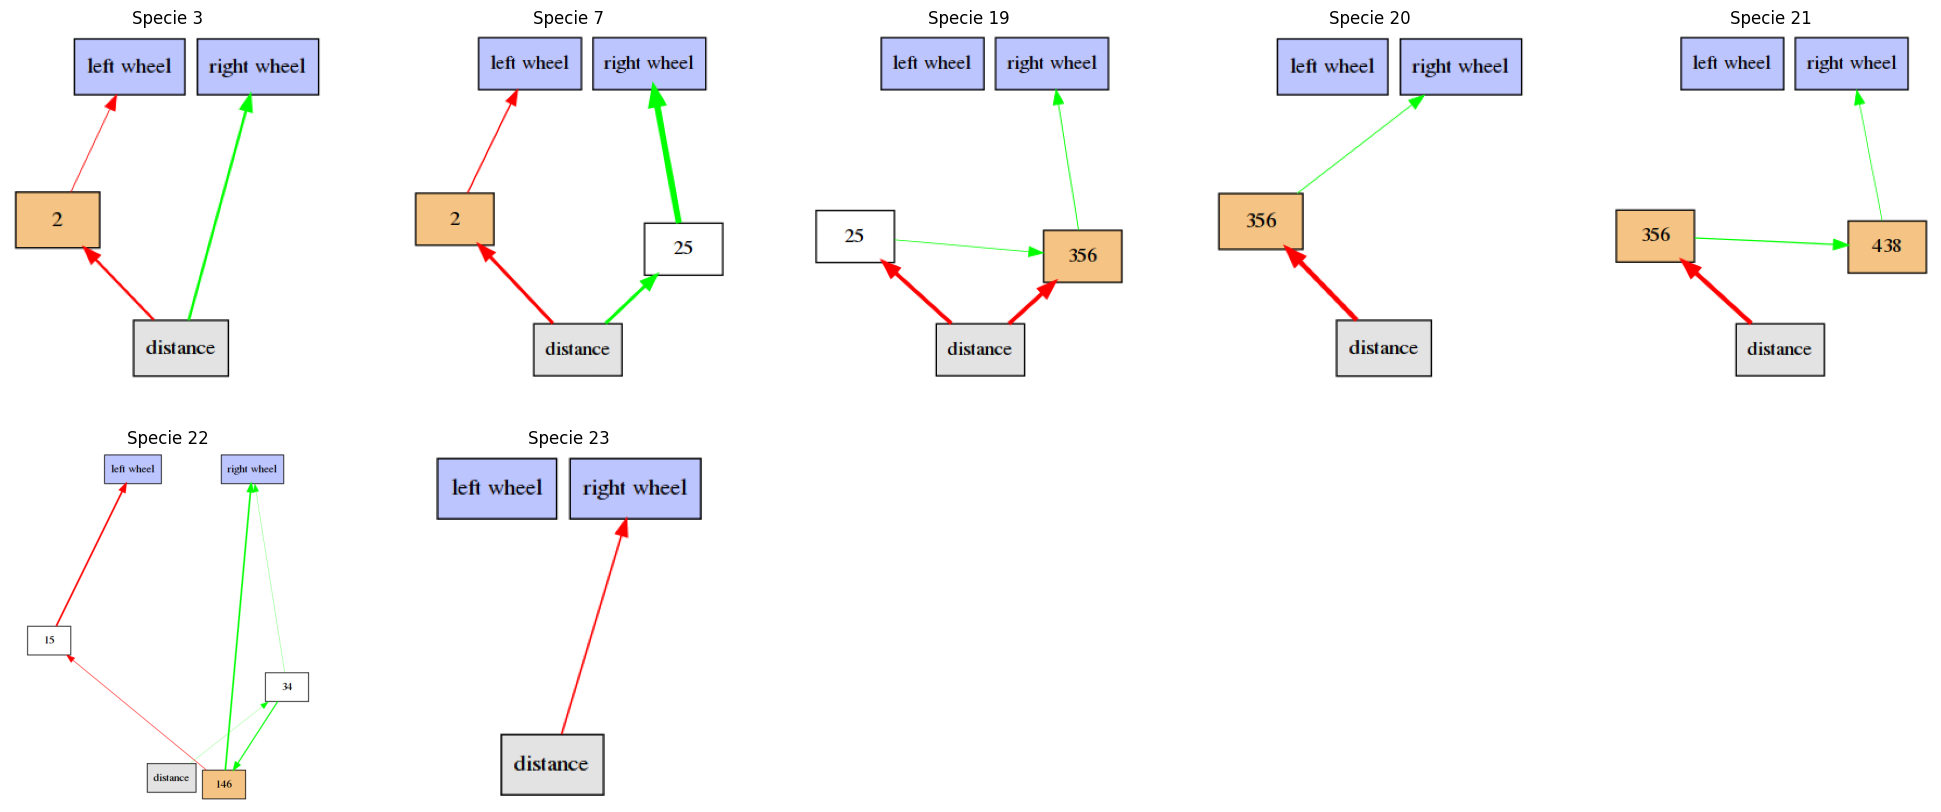 Specie 3
left wheel
right wheel
2
distance
Specie 7
left wheel
right wheel
2
25
distance
Specie 19
left wheel
right wheel
25
356
distance
Specie 20
left wheel
right wheel
356
distance
Specie 21
left wheel
right wheel
356
438
distance
Specie 22
left wheel
right wheel
15
34
distance
146
Specie 23
left wheel
right wheel
distance